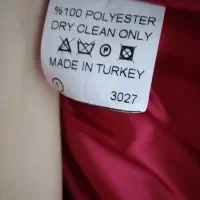 %100 POLYESTER
DRY CLEAN ONLY
P
MADE IN TURKEY
3027